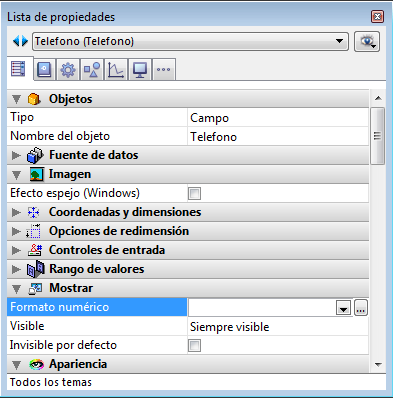 Lista de propiedades
Telefono (Telefono)
Objetos
Tipo Campo
Nombre del objeto Telefono
Fuente de datos
Imagen
Efecto espejo (Windows)
Coordenadas y dimensiones
Opciones de redimensión
Controles de entrada
Rango de valores
Mostrar
Formato numérico ...
Visible Siempre visible
Invisible por defecto
Apariencia
Todos los temas